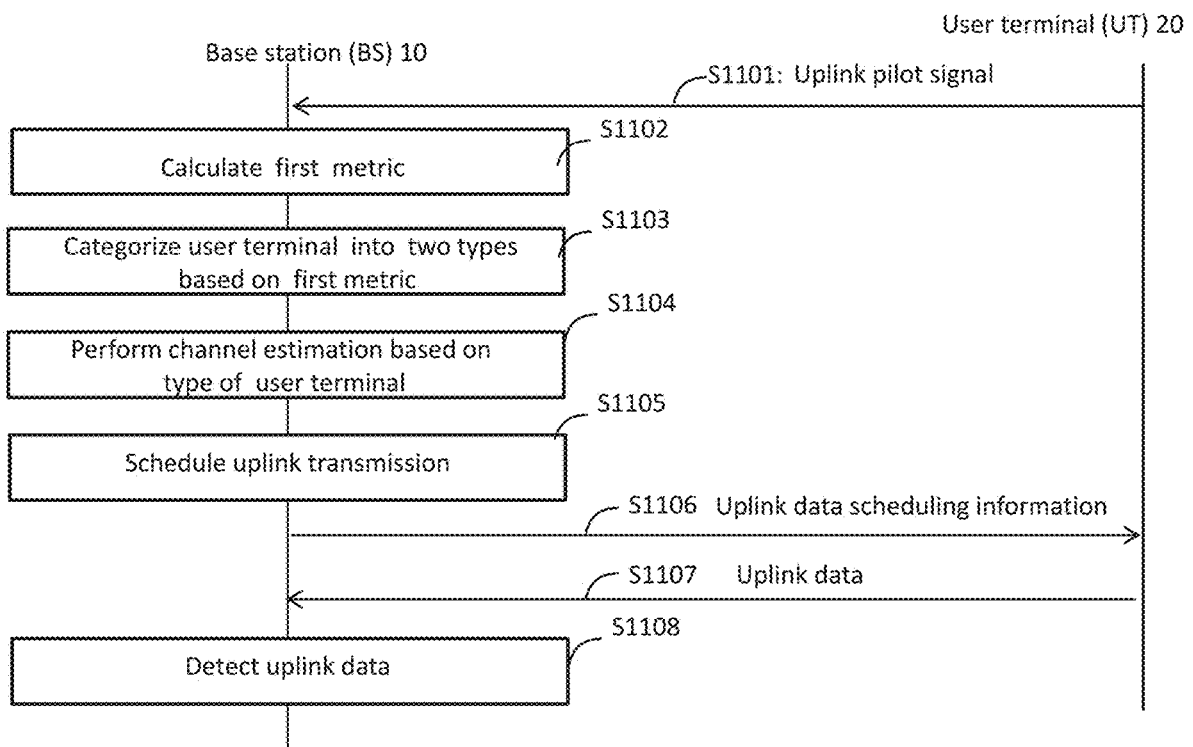 User terminal (UT) 20
Base station (BS) 10
S1101: Uplink pilot signal
S1102
Calculate first metric
S1103
Categorize user terminal into two types
based on first metric
S1104
Perform channel estimation based on
type of user terminal
S1105
Schedule uplink transmission
S1106 Uplink data scheduling information
S1107 Uplink data
S1108
Detect uplink data